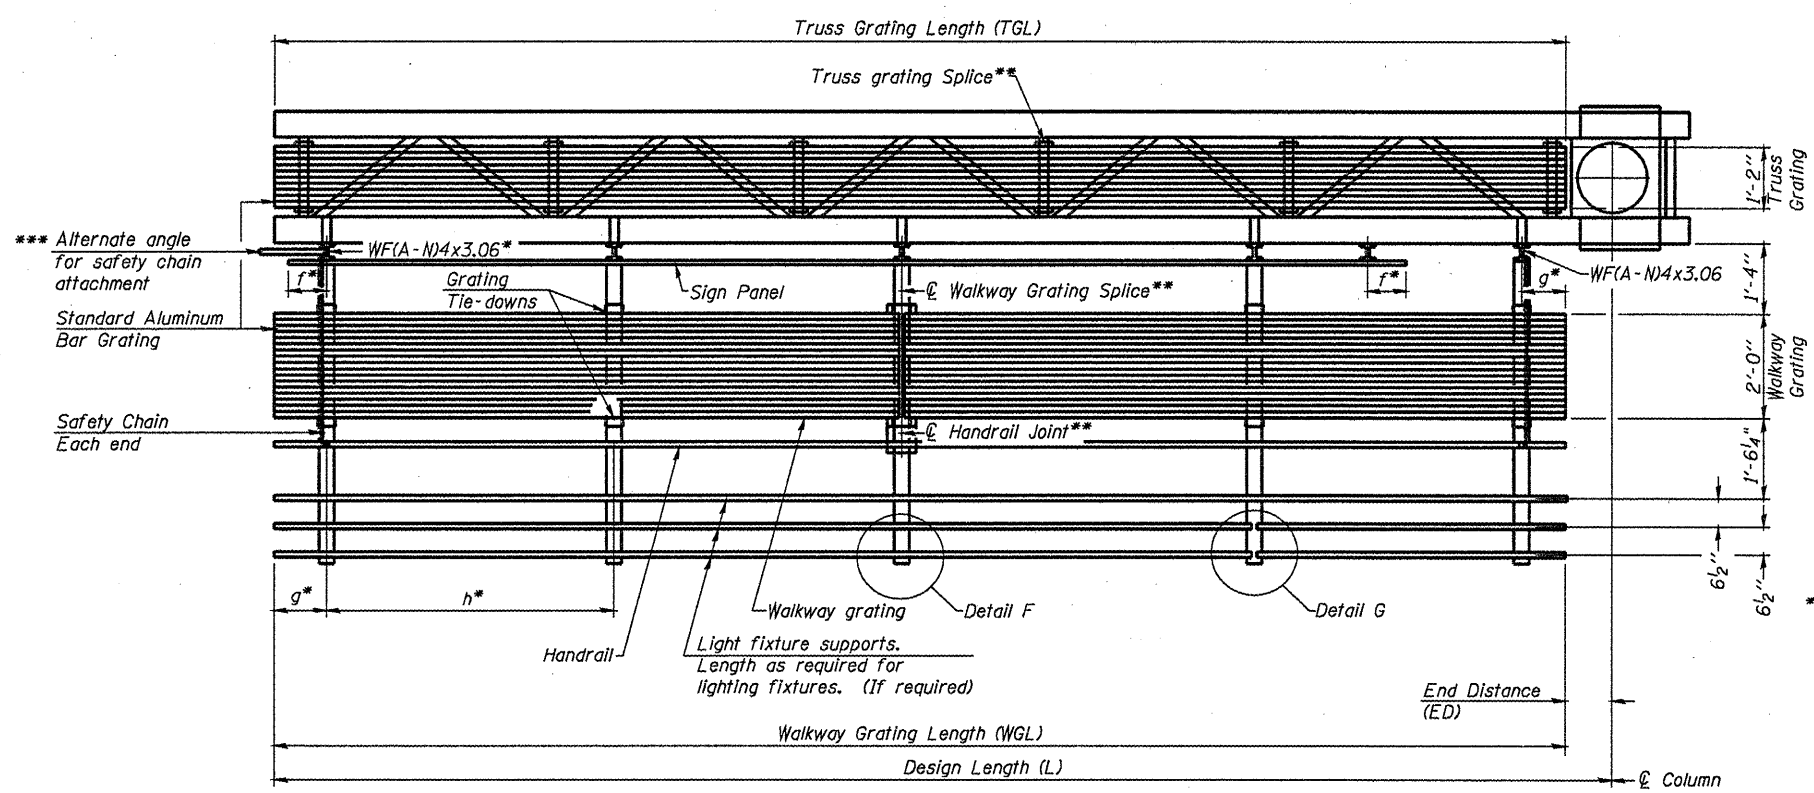 Truss Grating Length (TGL)
Truss grating Splice**
1'-2"
Truss
Grating
*** Alternate angle
for safety chain
attachment
WF(A-N)4x3.06*
WF(A-N)4x3.06
f*
Grating
Tie-downs
Sign Panel
℄ Walkway Grating Splice**
f*
g*
1'-4"
Standard Aluminum
Bar Grating
2'-0"
Walkway
Grating
Safety Chain
Each end
℄ Handrail Joint**
1'-6¼"
6½"
6½"
*
g*
h*
Walkway grating
Detail F
Detail G
Handrail
Light fixture supports.
Length as required for
lighting fixtures. (If required)
End Distance
(ED)
Walkway Grating Length (WGL)
Design Length (L)
℄ Column